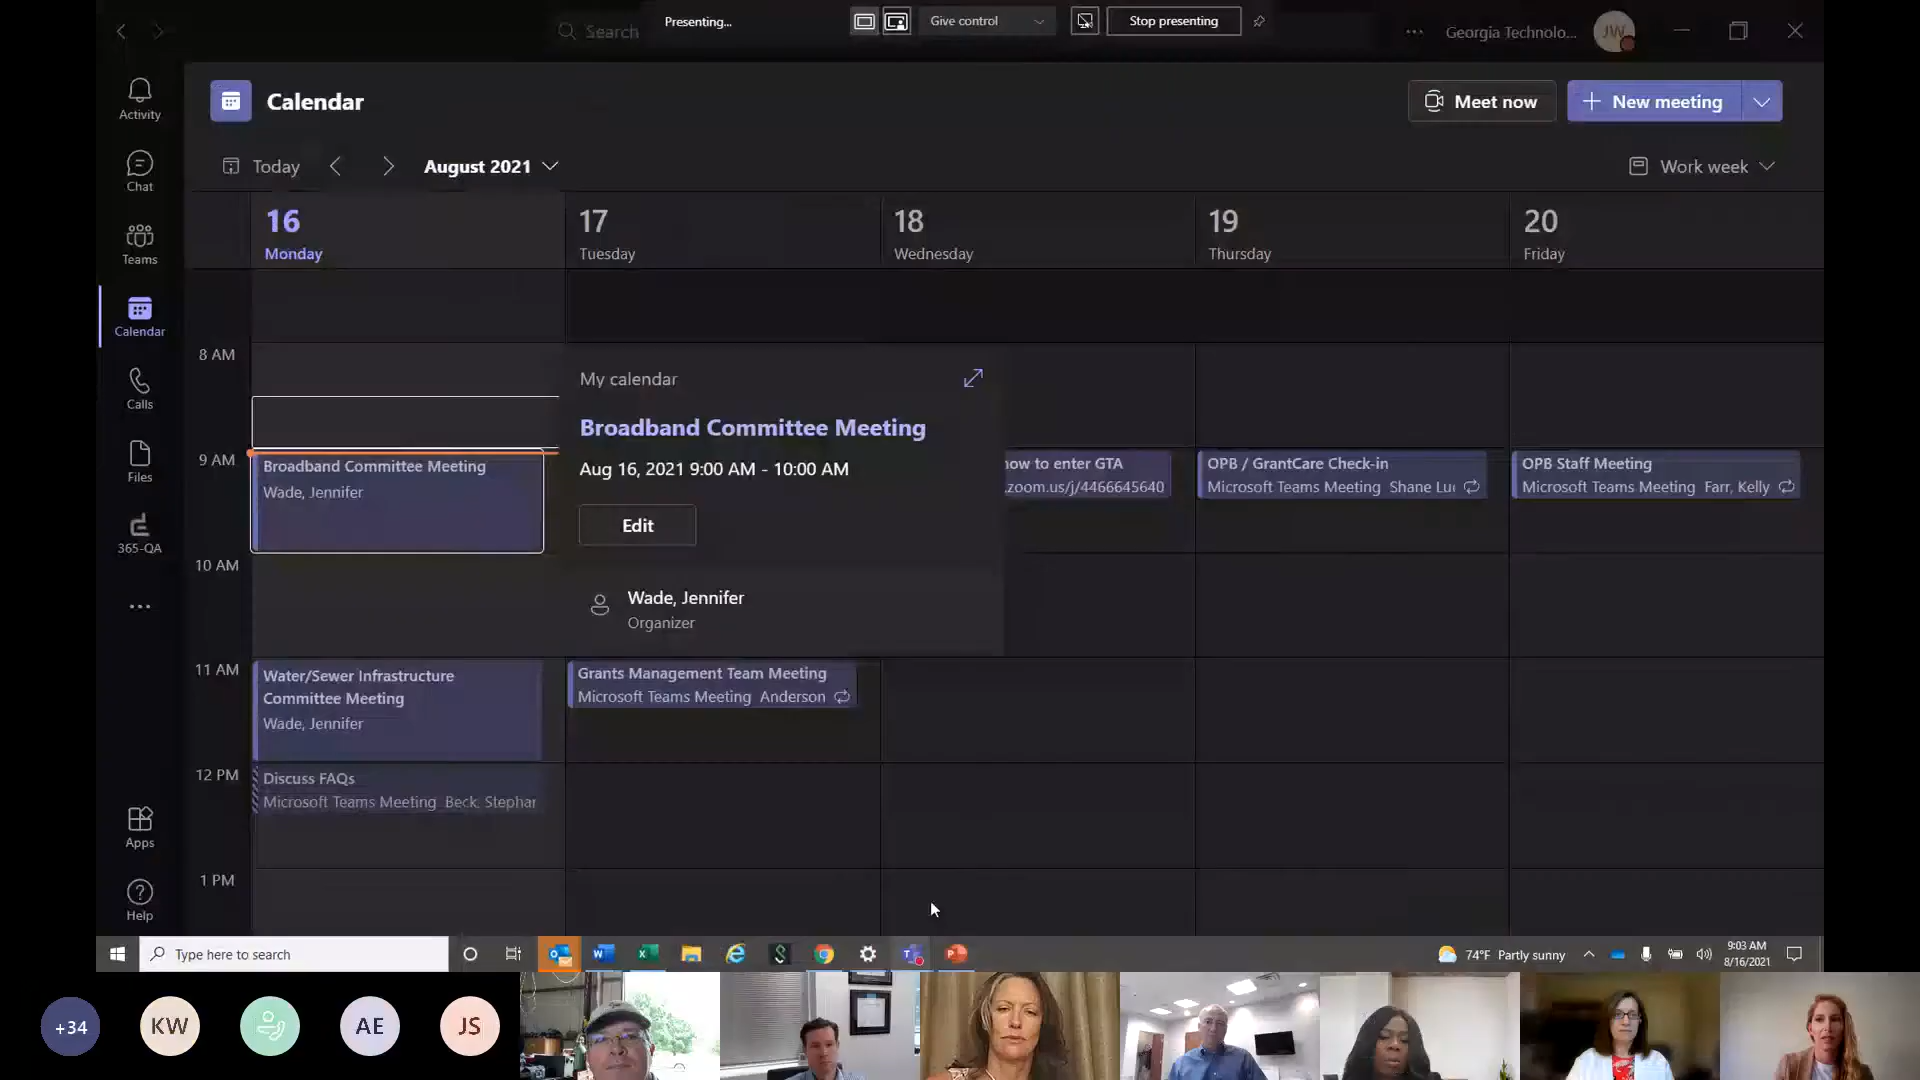 Search
Presenting...
Give control
Stop presenting
Georgia Technolo...
JW
Activity
Chat
Teams
Calendar
Calls
Files
365-QA
Apps
Help
Calendar
Meet now
New meeting
Today
August 2021
Work week
16
Monday
17
Tuesday
18
Wednesday
19
Thursday
20
Friday
8 AM
9 AM
10 AM
11 AM
12 PM
1 PM
Broadband Committee Meeting
Wade, Jennifer
My calendar
Broadband Committee Meeting
Aug 16, 2021 9:00 AM - 10:00 AM
Edit
Wade, Jennifer
Organizer
how to enter GTA
.zoom.us/j/4466645640
OPB / GrantCare Check-in
Microsoft Teams Meeting Shane Lu
OPB Staff Meeting
Microsoft Teams Meeting Farr, Kelly
Water/Sewer Infrastructure
Committee Meeting
Wade, Jennifer
Grants Management Team Meeting
Microsoft Teams Meeting Anderson
Discuss FAQs
Microsoft Teams Meeting Beck, Stephan
Type here to search
74°F Partly sunny
9:03 AM
8/16/2021
+34
KW
AE
JS